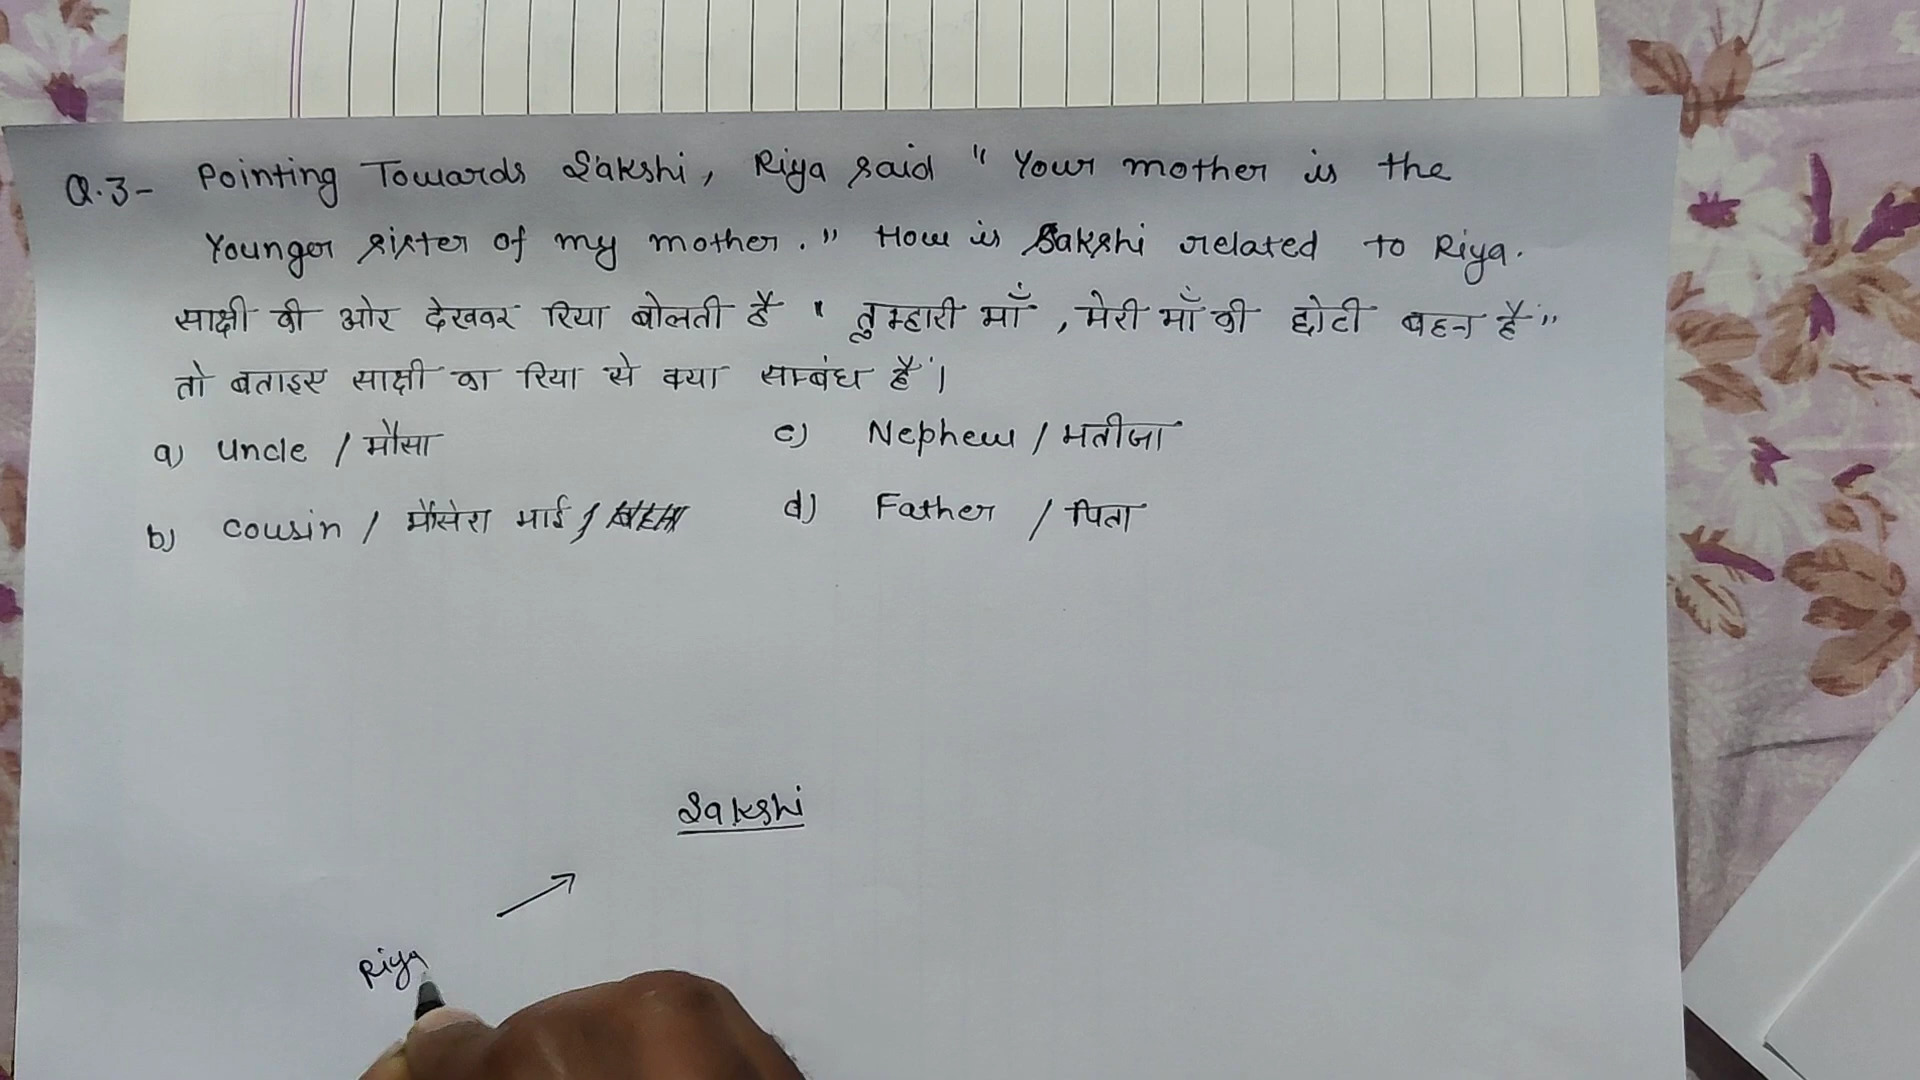 Q.3- Pointing Towards Sakshi, Riya said " Your mother is the
Younger sister of my mother." How is Sakshi related to Riya.
साक्षी की ओर देखकर रिया बोलती है " तुम्हारी माँ , मेरी माँ की छोटी बहन है "
तो बताइए साक्षी का रिया से क्या सम्बंध है ।
a) Uncle / मौसा
c) Nephew / भतीजा
b) Cousin / मौसेरा भाई /
d) Father / पिता
Sakshi
Riya